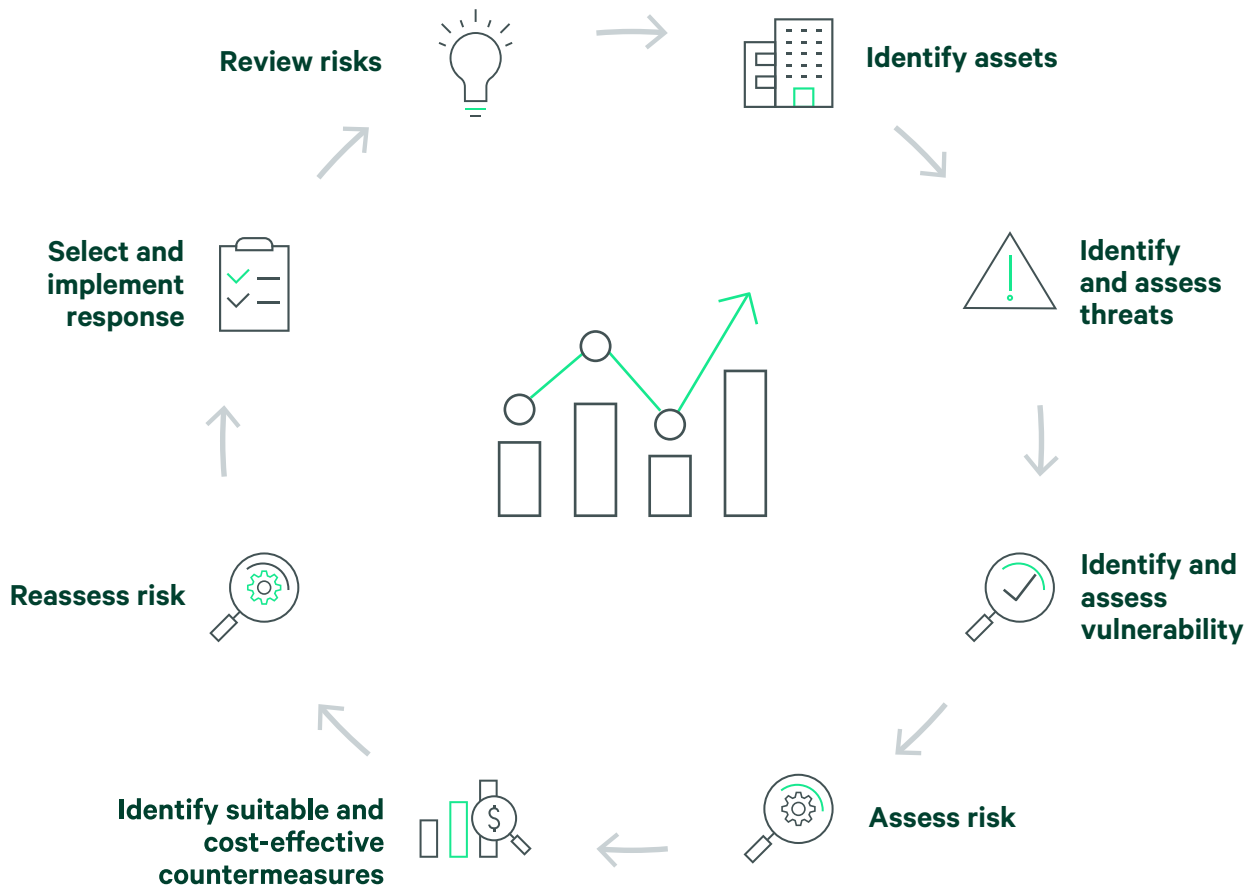 Review risks
Identify assets
Identify
and assess
threats
Identify and
assess
vulnerability
Assess risk
Identify suitable and
cost-effective
countermeasures
$
Reassess risk
Select and
implement
response